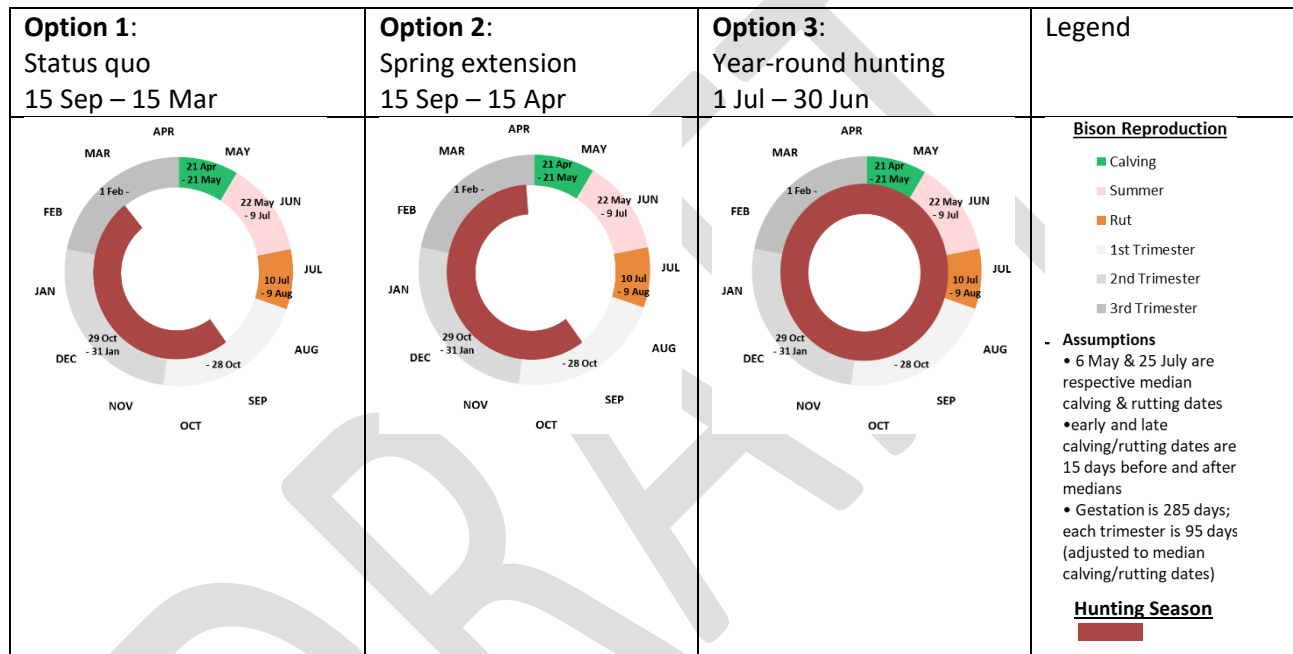 Option 1:
Status quo
15 Sep – 15 Mar
Option 2:
Spring extension
15 Sep – 15 Apr
Option 3:
Year-round hunting
1 Jul – 30 Jun
Legend
APR
MAY
JUN
JUL
AUG
SEP
OCT
NOV
DEC
JAN
FEB
MAR
21 Apr
- 21 May
22 May
- 9 Jul
10 Jul
- 9 Aug
- 28 Oct
29 Oct
- 31 Jan
1 Feb -
APR
MAY
JUN
JUL
AUG
SEP
OCT
NOV
DEC
JAN
FEB
MAR
21 Apr
- 21 May
22 May
- 9 Jul
10 Jul
- 9 Aug
- 28 Oct
29 Oct
- 31 Jan
1 Feb -
APR
MAY
JUN
JUL
AUG
SEP
OCT
NOV
DEC
JAN
FEB
MAR
21 Apr
- 21 May
22 May
- 9 Jul
10 Jul
- 9 Aug
- 28 Oct
29 Oct
- 31 Jan
1 Feb -
Bison Reproduction
Calving
Summer
Rut
1st Trimester
2nd Trimester
3rd Trimester
- Assumptions
• 6 May & 25 July are
respective median
calving & rutting dates
•early and late
calving/rutting dates are
15 days before and after
medians
• Gestation is 285 days;
each trimester is 95 days
(adjusted to median
calving/rutting dates)
Hunting Season
DRAFT